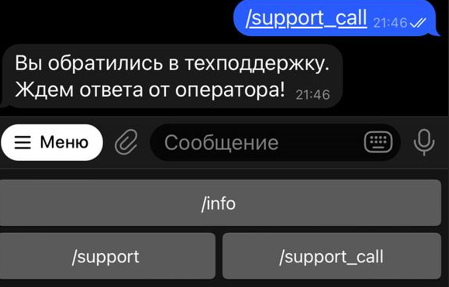 /support_call 21:46
Вы обратились в техподдержку.
Ждем ответа от оператора! 21:46
Меню Сообщение
/info
/support /support_call